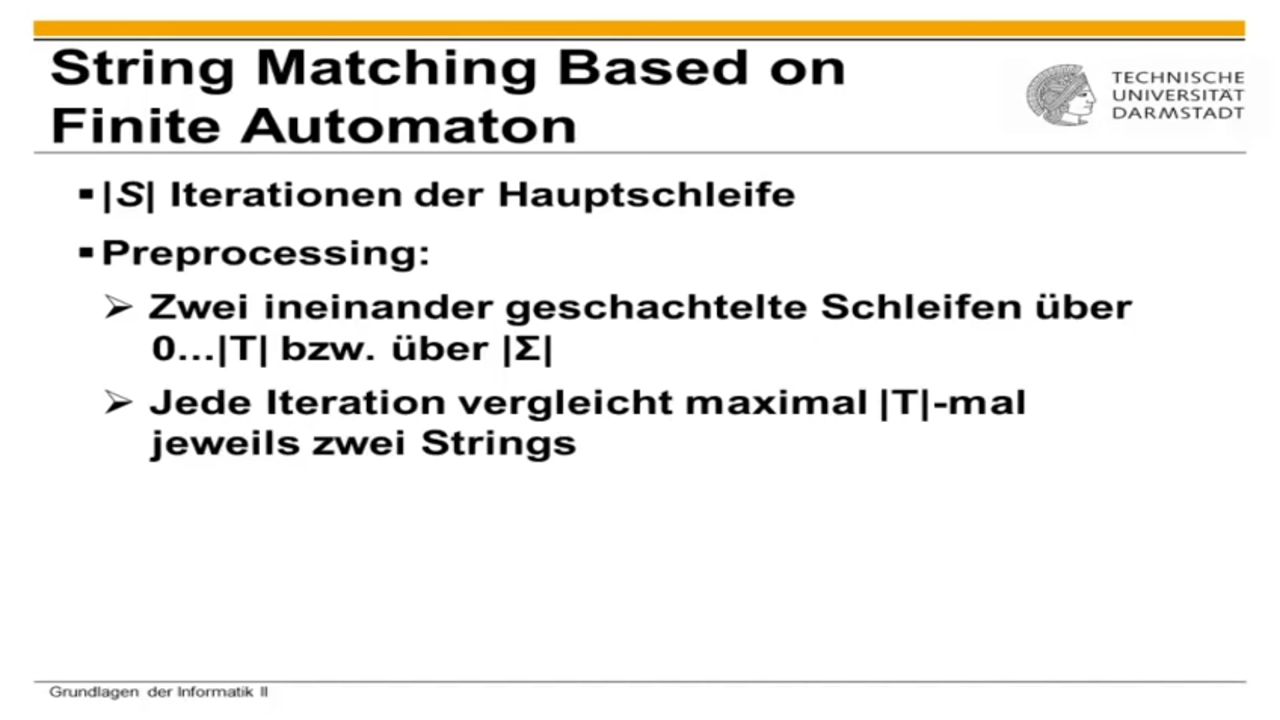 String Matching Based on
Finite Automaton
TECHNISCHE
UNIVERSITÄT
DARMSTADT
▪ |S| Iterationen der Hauptschleife
▪ Preprocessing:
➢ Zwei ineinander geschachtelte Schleifen über
0...|T| bzw. über |Σ|
➢ Jede Iteration vergleicht maximal |T|-mal
jeweils zwei Strings
Grundlagen der Informatik II